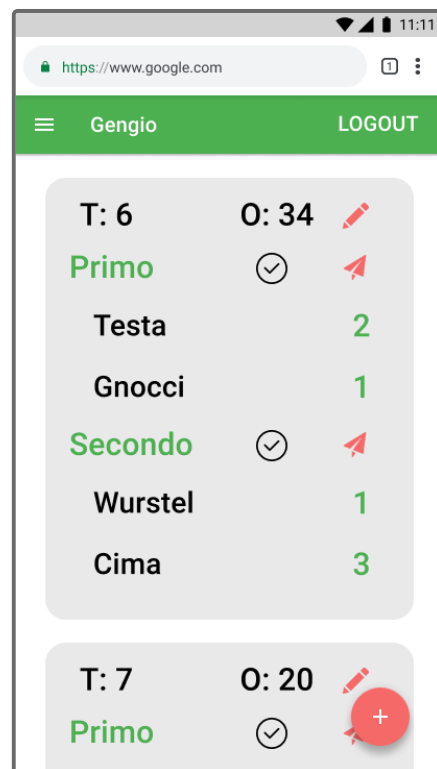 11:11
https://www.google.com 1
Gengio LOGOUT
T: 6 O: 34
Primo
Testa 2
Gnocci 1
Secondo
Wurstel 1
Cima 3
T: 7 O: 20
Primo
+